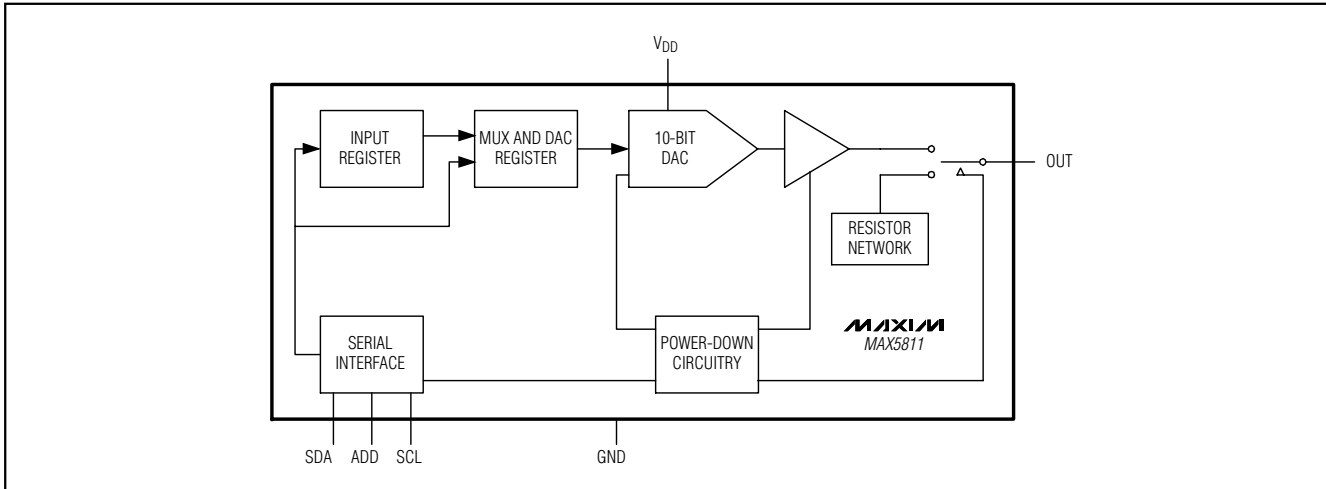 VDD
INPUT
REGISTER
MUX AND DAC
REGISTER
10-BIT
DAC
OUT
RESISTOR
NETWORK
SERIAL
INTERFACE
POWER-DOWN
CIRCUITRY
MAXIM
MAX5811
SDA
ADD
SCL
GND